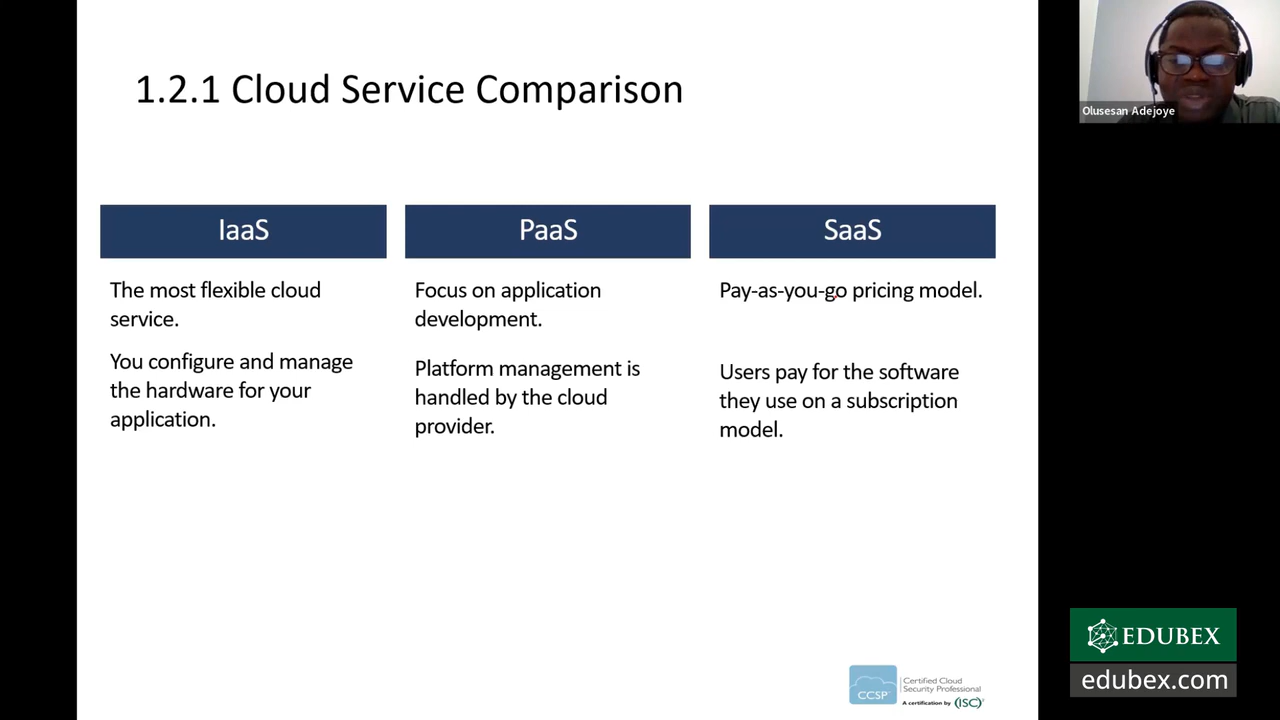 1.2.1 Cloud Service Comparison
Olusesan Adejoye
IaaS
The most flexible cloud
service.
You configure and manage
the hardware for your
application.
PaaS
Focus on application
development.
Platform management is
handled by the cloud
provider.
SaaS
Pay-as-you-go pricing model.
Users pay for the software
they use on a subscription
model.
EDUBEX
edubex.com
CCSP
Certified Cloud
Security Professional
A certification by (ISC)²